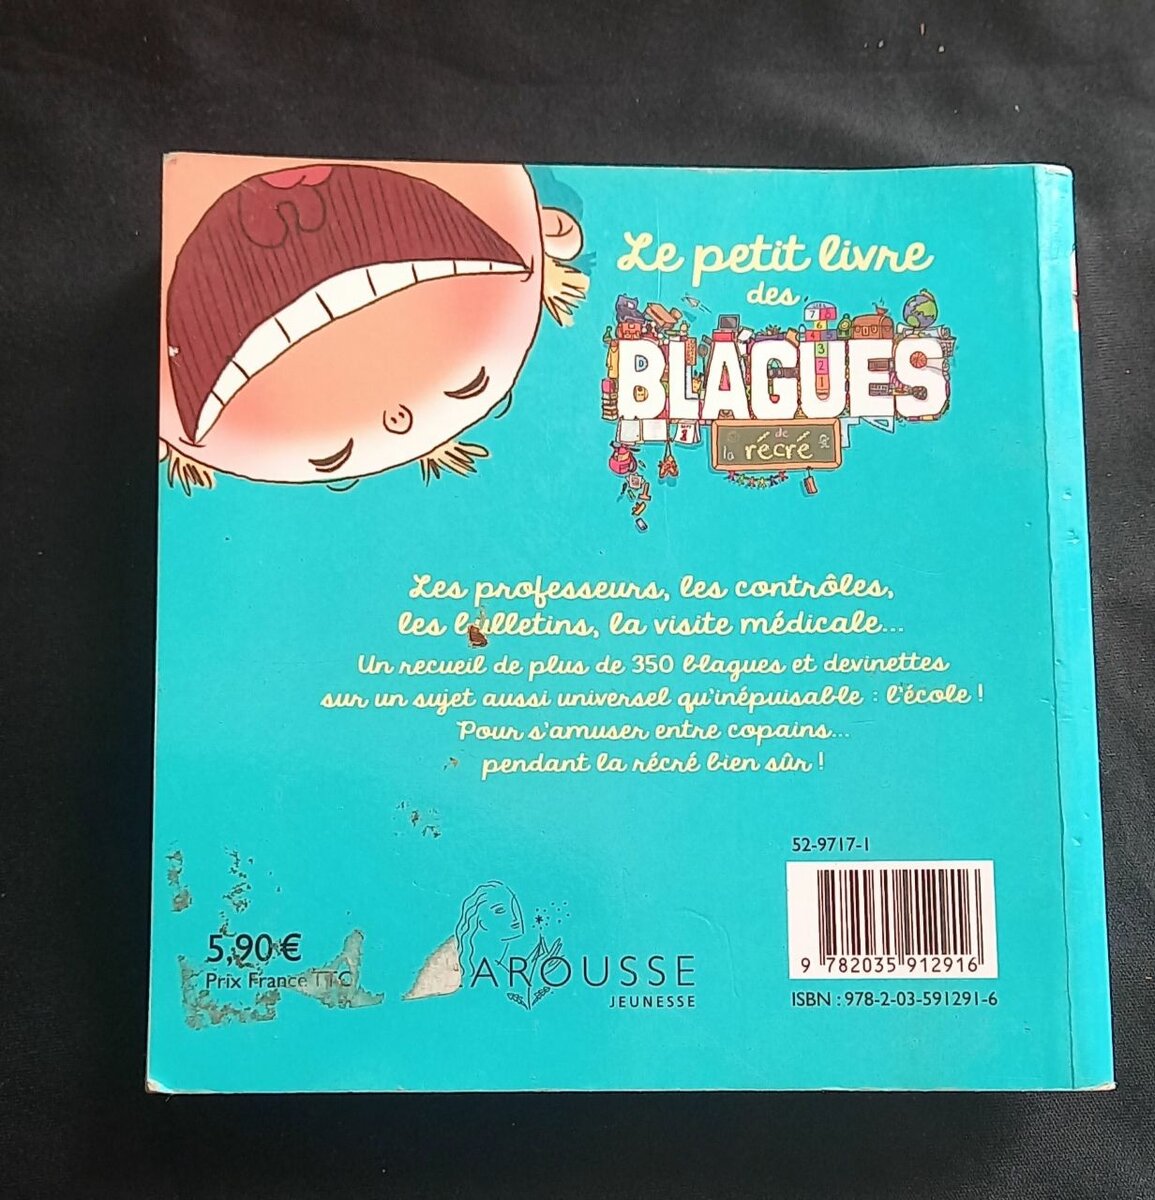 Le petit livre
des
BLAGUES
de
la récré
Les professeurs, les contrôles,
les bulletins, la visite médicale...
Un recueil de plus de 350 blagues et devinettes
sur un sujet aussi universel qu'inépuisable : l'école !
Pour s'amuser entre copains...
pendant la récré bien sûr !
52-9717-1
9 782035 912916
ISBN : 978-2-03-591291-6
5,90 €
Prix France TTC
AROUSSE
JEUNESSE